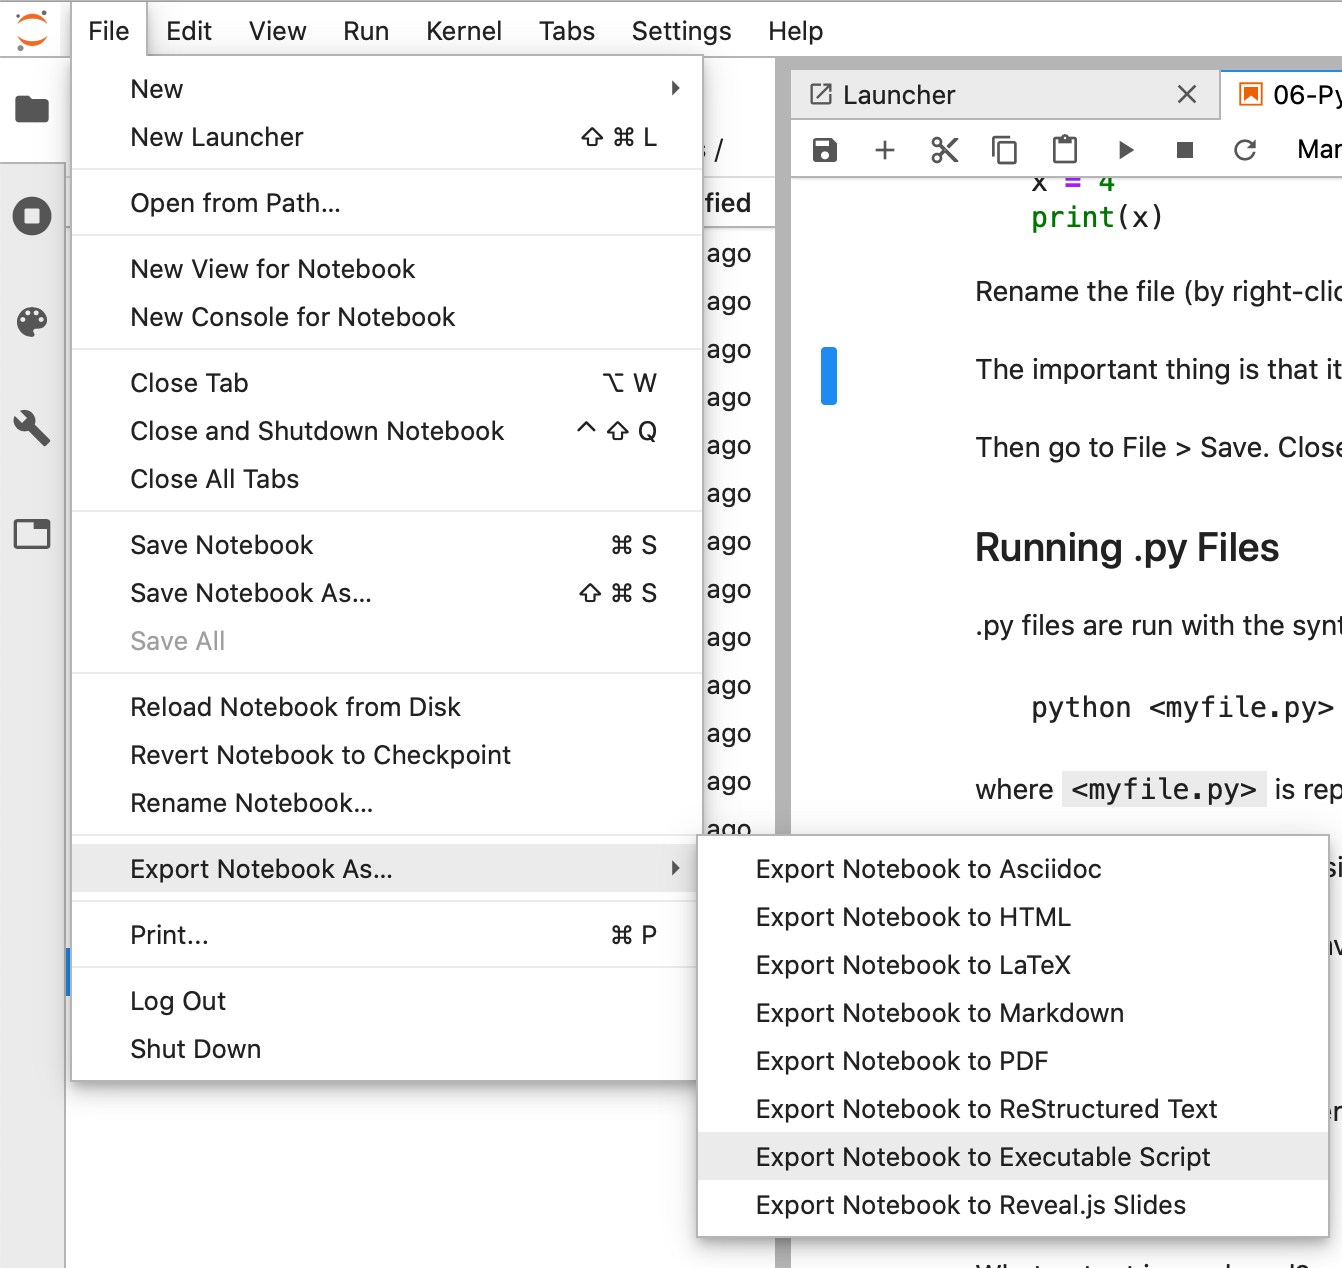 File Edit View Run Kernel Tabs Settings Help
New
New Launcher ⇧ ⌘ L
Open from Path...
New View for Notebook
New Console for Notebook
Close Tab ⌥ W
Close and Shutdown Notebook ^ ⇧ Q
Close All Tabs
Save Notebook ⌘ S
Save Notebook As... ⇧ ⌘ S
Save All
Reload Notebook from Disk
Revert Notebook to Checkpoint
Rename Notebook...
Export Notebook As...
Print... ⌘ P
Log Out
Shut Down
Export Notebook to Asciidoc
Export Notebook to HTML
Export Notebook to LaTeX
Export Notebook to Markdown
Export Notebook to PDF
Export Notebook to ReStructured Text
Export Notebook to Executable Script
Export Notebook to Reveal.js Slides
/
fied
ago
ago
ago
ago
ago
ago
ago
ago
ago
ago
ago
ago
ago
Launcher
06-Py
Mar
x = 4
print(x)
Rename the file (by right-clic
The important thing is that it
Then go to File > Save. Close
Running .py Files
.py files are run with the synt
python <myfile.py>
where <myfile.py> is rep